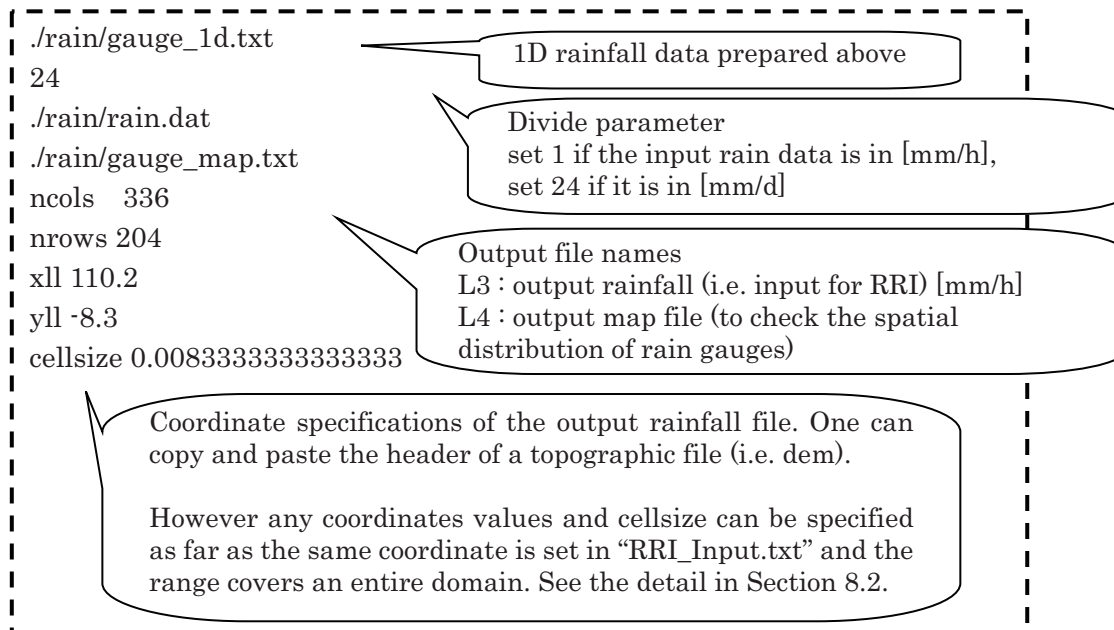 ./rain/gauge_1d.txt
24
./rain/rain.dat
./rain/gauge_map.txt
ncols 336
nrows 204
xll 110.2
yll -8.3
cellsize 0.0083333333333333
1D rainfall data prepared above
Divide parameter
set 1 if the input rain data is in [mm/h],
set 24 if it is in [mm/d]
Output file names
L3 : output rainfall (i.e. input for RRI) [mm/h]
L4 : output map file (to check the spatial
distribution of rain gauges)
Coordinate specifications of the output rainfall file. One can
copy and paste the header of a topographic file (i.e. dem).
However any coordinates values and cellsize can be specified
as far as the same coordinate is set in “RRI_Input.txt” and the
range covers an entire domain. See the detail in Section 8.2.